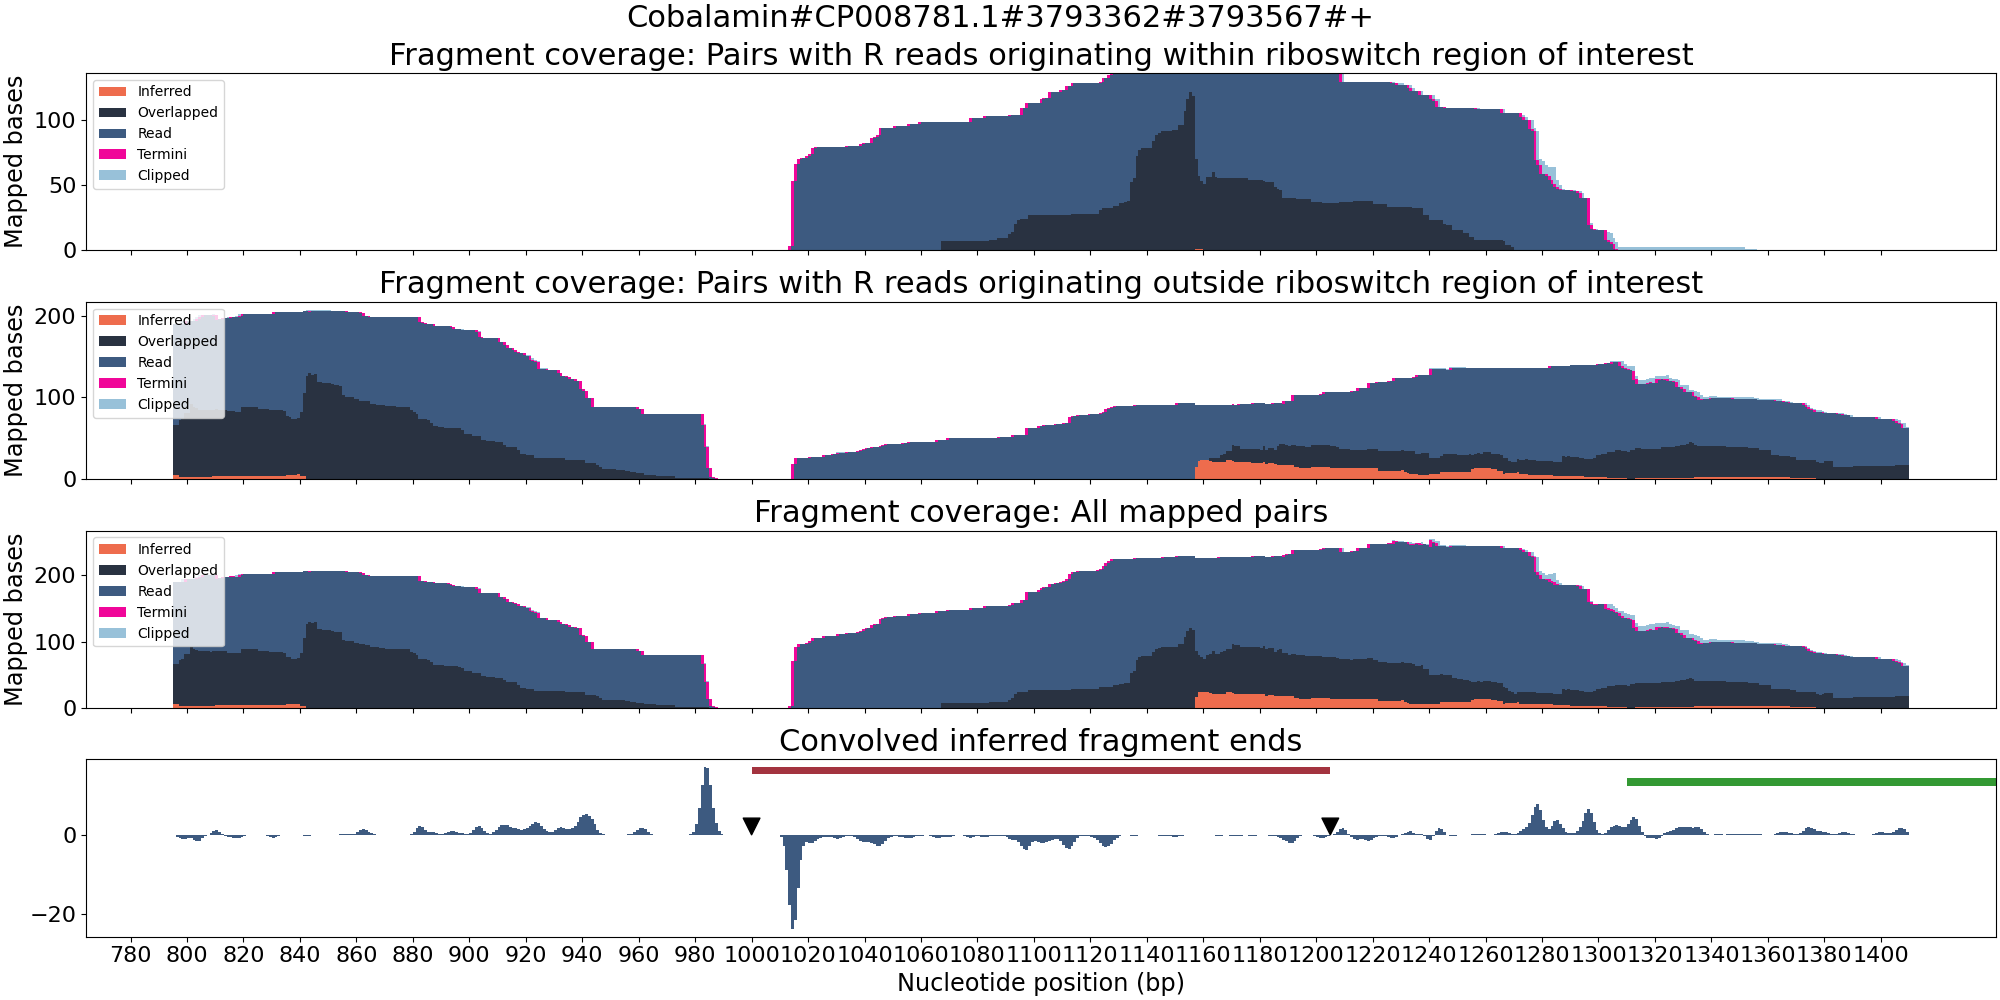 Cobalamin#CP008781.1#3793362#3793567#+
Fragment coverage: Pairs with R reads originating within riboswitch region of interest
Mapped bases
100
50
0
Inferred
Overlapped
Read
Termini
Clipped
Fragment coverage: Pairs with R reads originating outside riboswitch region of interest
Mapped bases
200
100
0
Inferred
Overlapped
Read
Termini
Clipped
Fragment coverage: All mapped pairs
Mapped bases
200
100
0
Inferred
Overlapped
Read
Termini
Clipped
Convolved inferred fragment ends
0
−20
780 800 820 840 860 880 900 920 940 960 980 1000 1020 1040 1060 1080 1100 1120 1140 1160 1180 1200 1220 1240 1260 1280 1300 1320 1340 1360 1380 1400
Nucleotide position (bp)